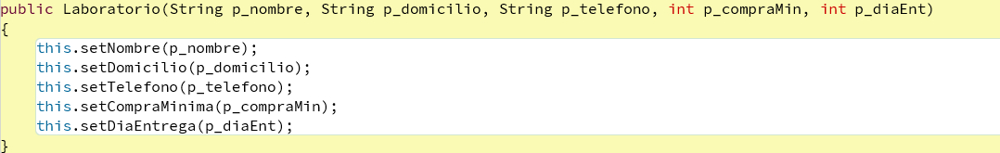 public Laboratorio(String p_nombre, String p_domicilio, String p_telefono, int p_compraMin, int p_diaEnt)
{
this.setNombre(p_nombre);
this.setDomicilio(p_domicilio);
this.setTelefono(p_telefono);
this.setCompraMinima(p_compraMin);
this.setDiaEntrega(p_diaEnt);
}